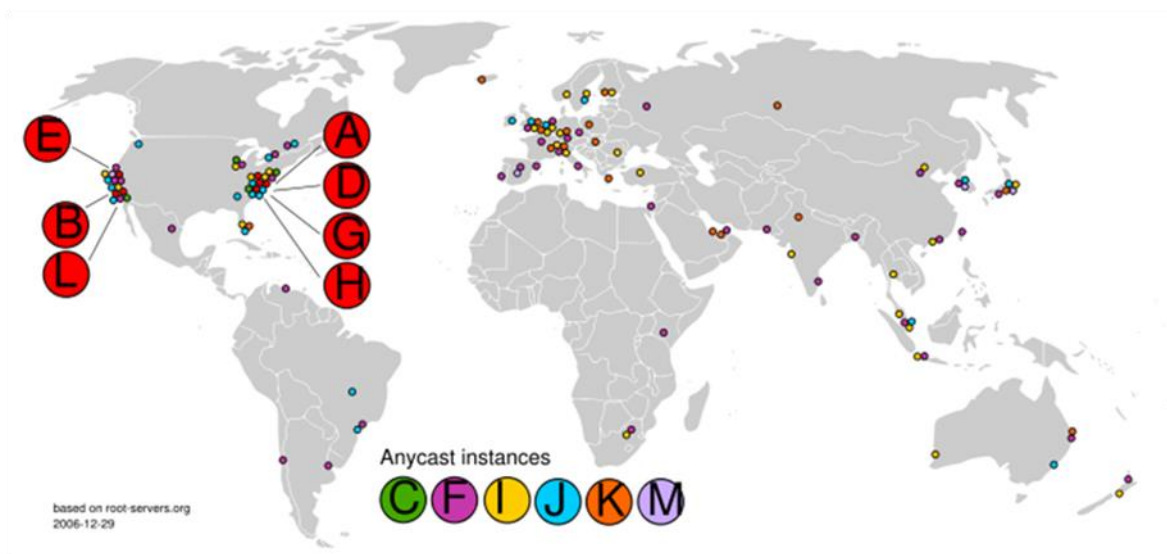 E
A
D
B
G
L
H
Anycast instances
C F I J K M
based on root-servers.org
2006-12-29